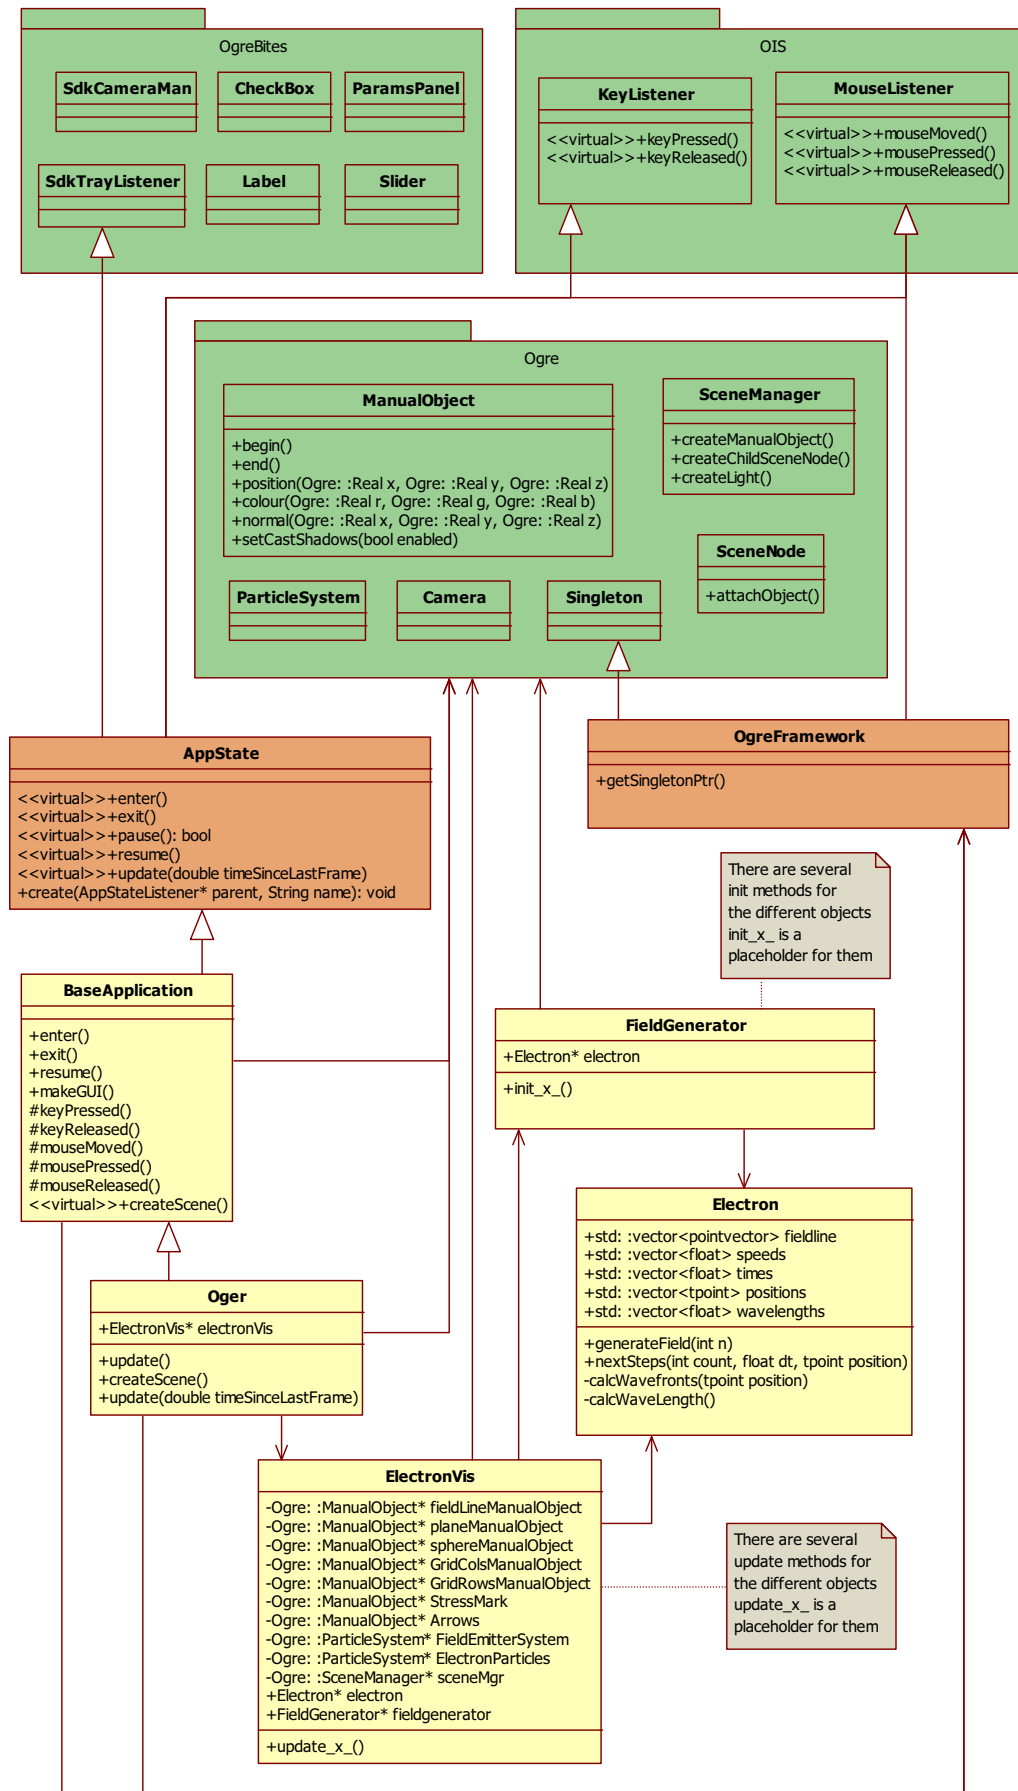 OgreBites
SdkCameraMan
CheckBox
ParamsPanel
SdkTrayListener
Label
Slider
OIS
KeyListener
<<virtual>>+keyPressed()
<<virtual>>+keyReleased()
MouseListener
<<virtual>>+mouseMoved()
<<virtual>>+mousePressed()
<<virtual>>+mouseReleased()
Ogre
ManualObject
+begin()
+end()
+position(Ogre: :Real x, Ogre: :Real y, Ogre: :Real z)
+colour(Ogre: :Real r, Ogre: :Real g, Ogre: :Real b)
+normal(Ogre: :Real x, Ogre: :Real y, Ogre: :Real z)
+setCastShadows(bool enabled)
SceneManager
+createManualObject()
+createChildSceneNode()
+createLight()
SceneNode
+attachObject()
ParticleSystem
Camera
Singleton
AppState
<<virtual>>+enter()
<<virtual>>+exit()
<<virtual>>+pause(): bool
<<virtual>>+resume()
<<virtual>>+update(double timeSinceLastFrame)
+create(AppStateListener* parent, String name): void
OgreFramework
+getSingletonPtr()
There are several
init methods for
the different objects
init_x_ is a
placeholder for them
BaseApplication
+enter()
+exit()
+resume()
+makeGUI()
#keyPressed()
#keyReleased()
#mouseMoved()
#mousePressed()
#mouseReleased()
<<virtual>>+createScene()
FieldGenerator
+Electron* electron
+init_x_()
Electron
+std: :vector<pointvector> fieldline
+std: :vector<float> speeds
+std: :vector<float> times
+std: :vector<tpoint> positions
+std: :vector<float> wavelengths
+generateField(int n)
+nextSteps(int count, float dt, tpoint position)
-calcWavefronts(tpoint position)
-calcWaveLength()
Oger
+ElectronVis* electronVis
+update()
+createScene()
+update(double timeSinceLastFrame)
ElectronVis
-Ogre: :ManualObject* fieldLineManualObject
-Ogre: :ManualObject* planeManualObject
-Ogre: :ManualObject* sphereManualObject
-Ogre: :ManualObject* GridColsManualObject
-Ogre: :ManualObject* GridRowsManualObject
-Ogre: :ManualObject* StressMark
-Ogre: :ManualObject* Arrows
-Ogre: :ParticleSystem* FieldEmitterSystem
-Ogre: :ParticleSystem* ElectronParticles
-Ogre: :SceneManager* sceneMgr
+Electron* electron
+FieldGenerator* fieldgenerator
+update_x_()
There are several
update methods for
the different objects
update_x_ is a
placeholder for them